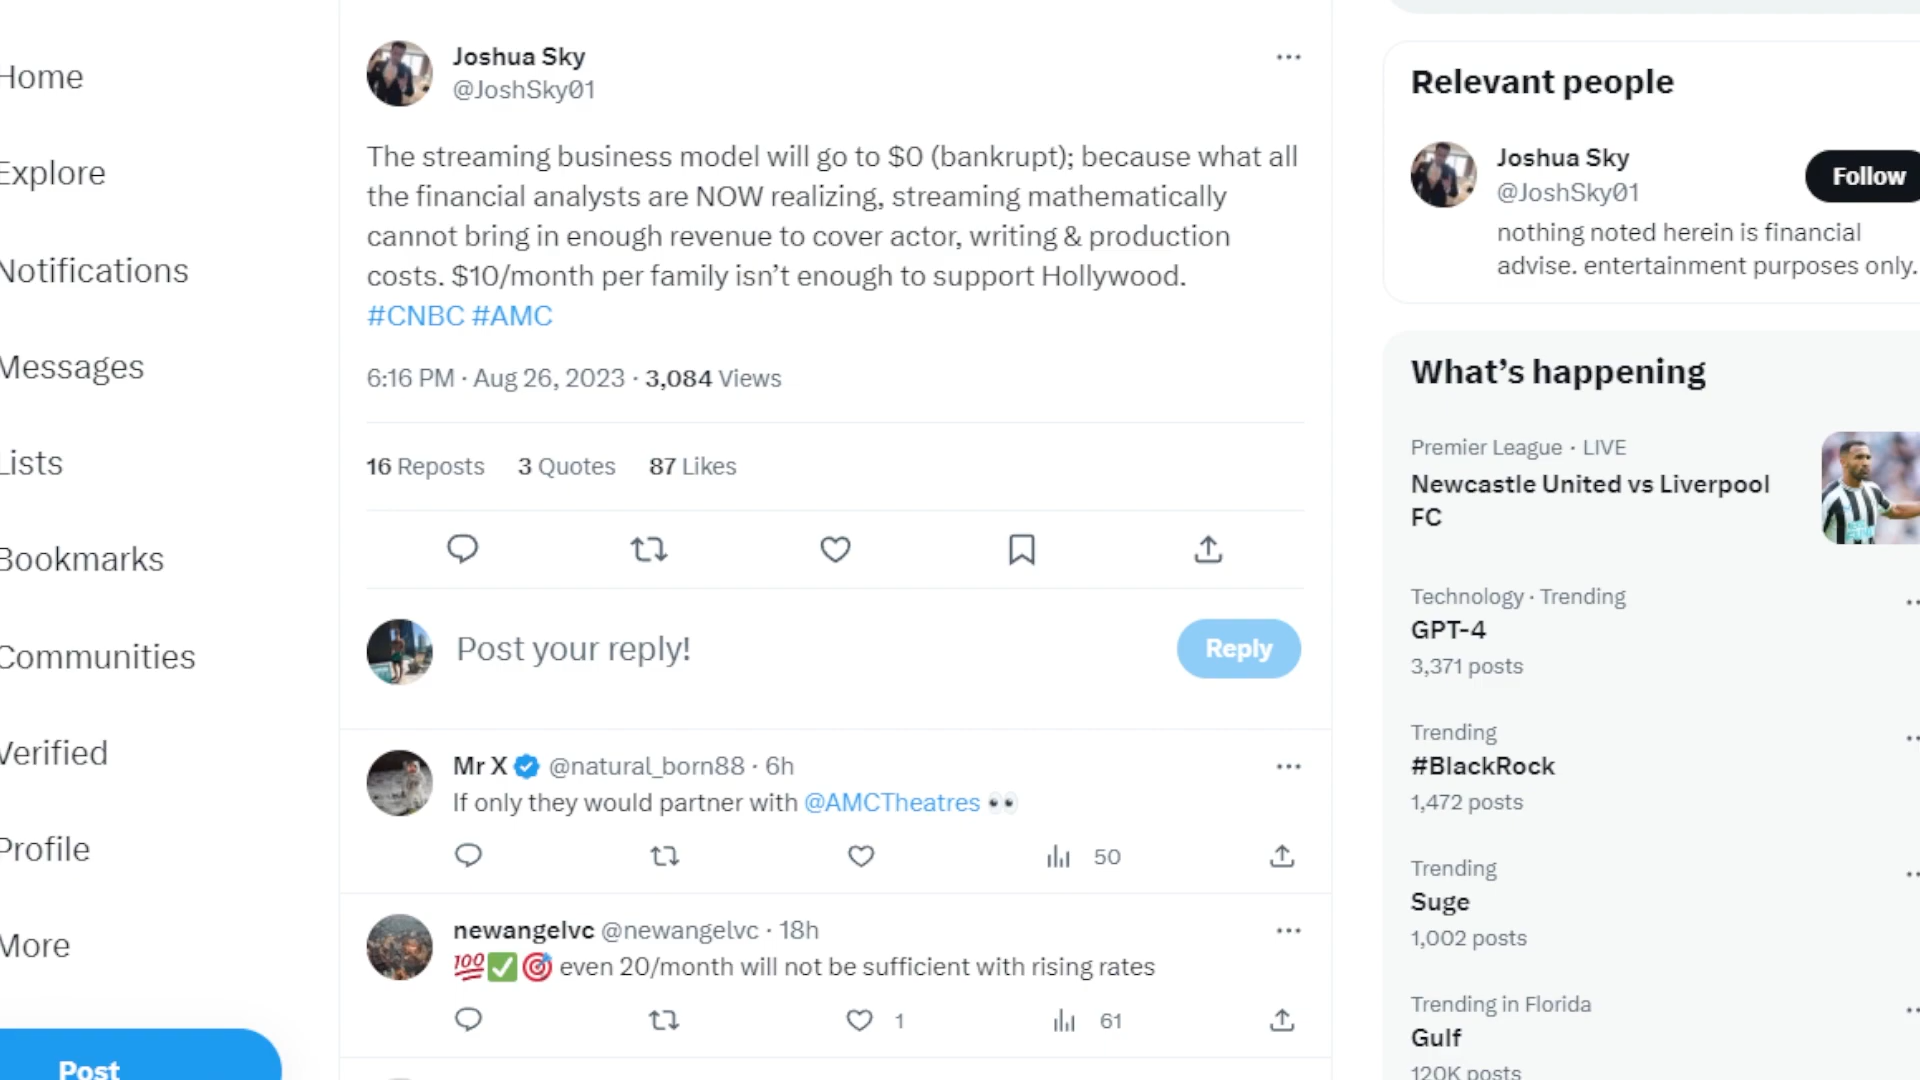 Home
Explore
Notifications
Messages
Lists
Bookmarks
Communities
Verified
Profile
More
Post
Joshua Sky
@JoshSky01
The streaming business model will go to $0 (bankrupt); because what all
the financial analysts are NOW realizing, streaming mathematically
cannot bring in enough revenue to cover actor, writing & production
costs. $10/month per family isn’t enough to support Hollywood.
#CNBC #AMC
6:16 PM · Aug 26, 2023 · 3,084 Views
16 Reposts 3 Quotes 87 Likes
Post your reply!
Reply
Mr X @natural_born88 · 6h
If only they would partner with @AMCTheatres 👀
50
newangelvc @newangelvc · 18h
💯✅🎯 even 20/month will not be sufficient with rising rates
1 61
Relevant people
Joshua Sky
@JoshSky01
Follow
nothing noted herein is financial
advise. entertainment purposes only.
What’s happening
Premier League · LIVE
Newcastle United vs Liverpool
FC
Technology · Trending
GPT-4
3,371 posts
Trending
#BlackRock
1,472 posts
Trending
Suge
1,002 posts
Trending in Florida
Gulf
120K posts